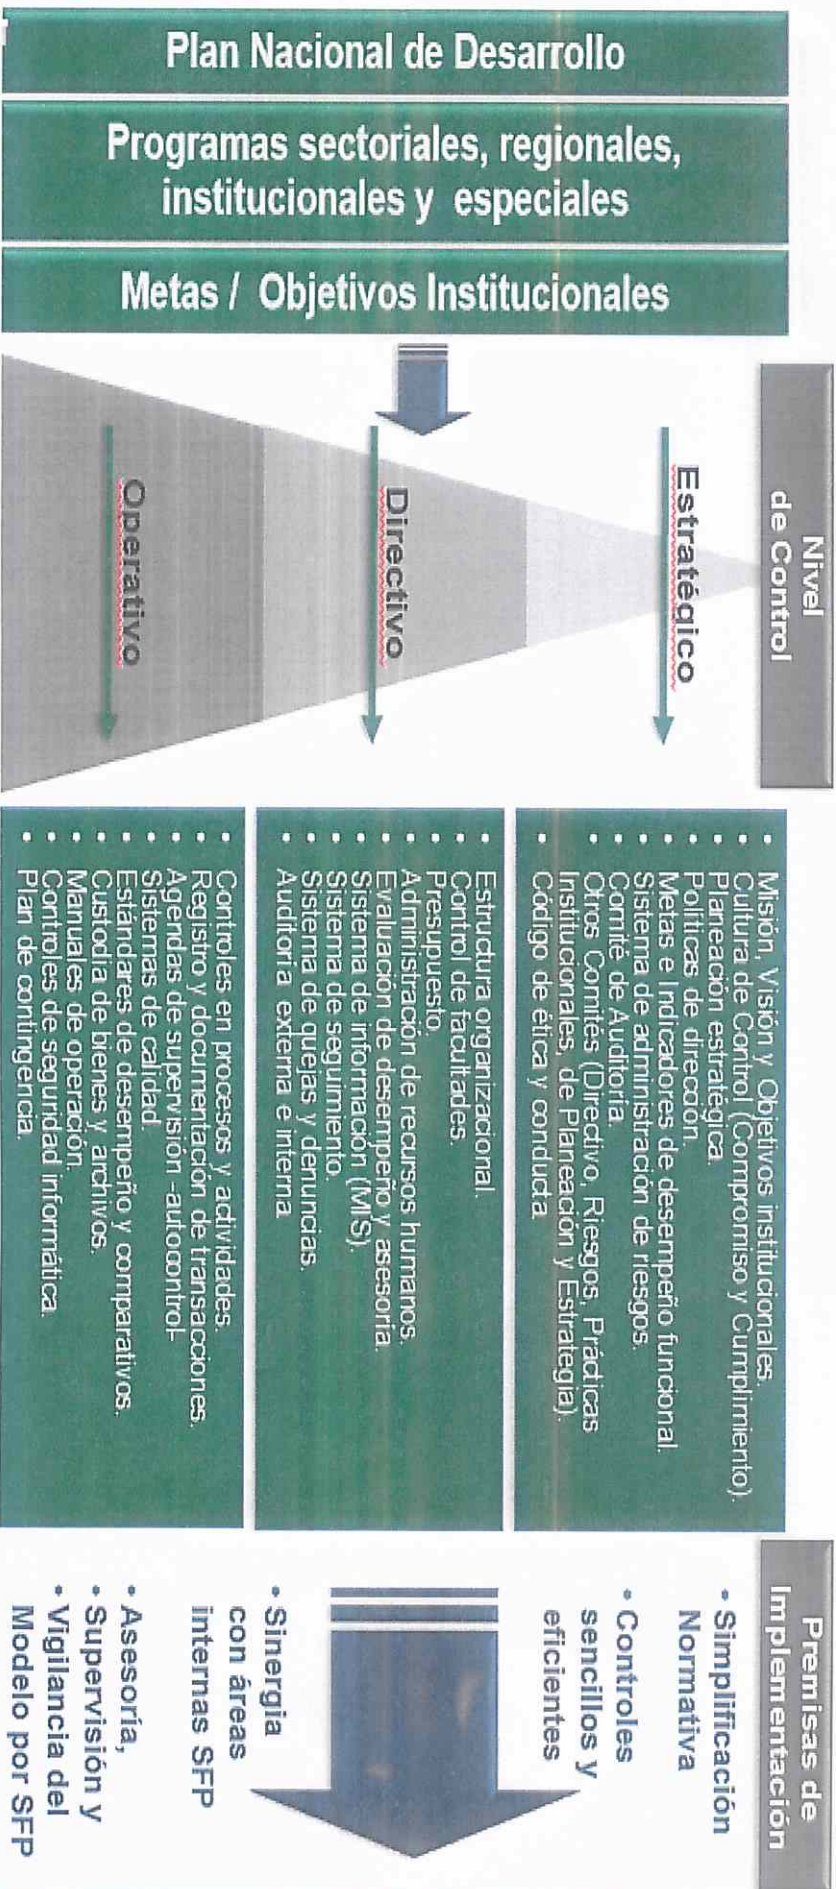 Plan Nacional de Desarrollo
Programas sectoriales, regionales,
institucionales y especiales
Metas / Objetivos Institucionales
Nivel
de Control
Estratégico
Directivo
Operativo
• Misión, Visión y Objetivos institucionales.
• Cultura de Control (Compromiso y Cumplimiento).
• Planeación estratégica.
• Políticas de dirección.
• Metas e Indicadores de desempeño funcional.
• Sistema de administración de riesgos.
• Comité de Auditoría.
• Otros Comités (Directivo, Riesgos, Prácticas
Institucionales, de Planeación y Estrategia).
• Código de ética y conducta.
• Estructura organizacional.
• Control de facultades.
• Presupuesto.
• Administración de recursos humanos.
• Evaluación de desempeño y asesoría.
• Sistema de información (MIS).
• Sistema de seguimiento.
• Sistema de quejas y denuncias.
• Auditoría externa e interna.
• Controles en procesos y actividades.
• Registro y documentación de transacciones.
• Agendas de supervisión -autocontrol-
• Sistemas de calidad.
• Estándares de desempeño y comparativos.
• Custodia de bienes y archivos.
• Manuales de operación.
• Controles de seguridad informática.
• Plan de contingencia.
Premisas de
Implementación
• Simplificación
Normativa
• Controles
sencillos y
eficientes
• Sinergia
con áreas
internas SFP
• Asesoría,
• Supervisión y
• Vigilancia del
Modelo por SFP